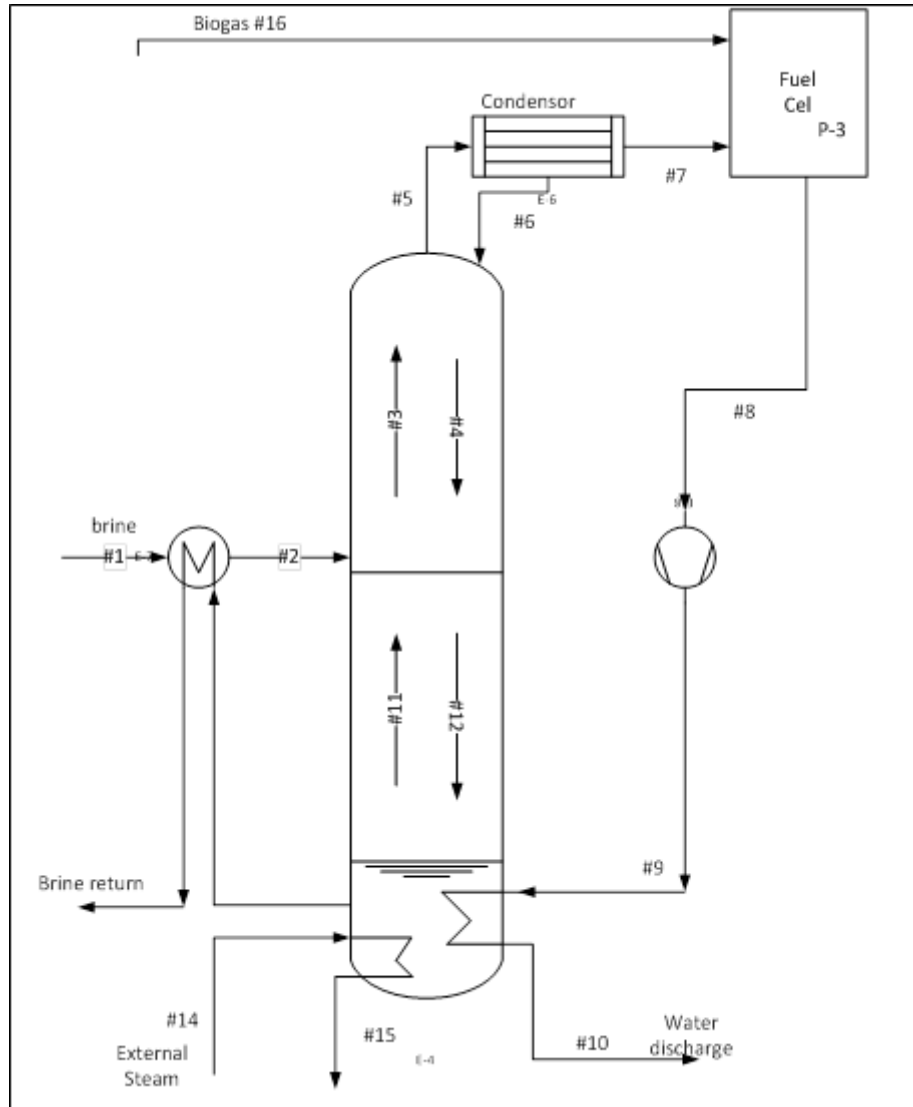 Biogas #16
Fuel
Cel
P-3
Condensor
#7
#5
E-6
#6
#3
#4
#8
brine
#1
#2
#11
#12
#9
Brine return
#14
#15
External
Steam
E-4
#10
Water
discharge